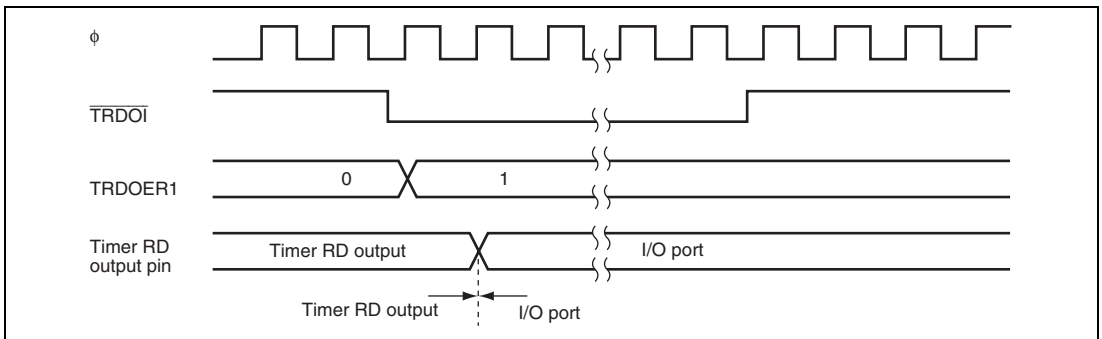 ϕ
TRDOI
TRDOER1
0
1
Timer RD
output pin
Timer RD output
I/O port
Timer RD output
I/O port